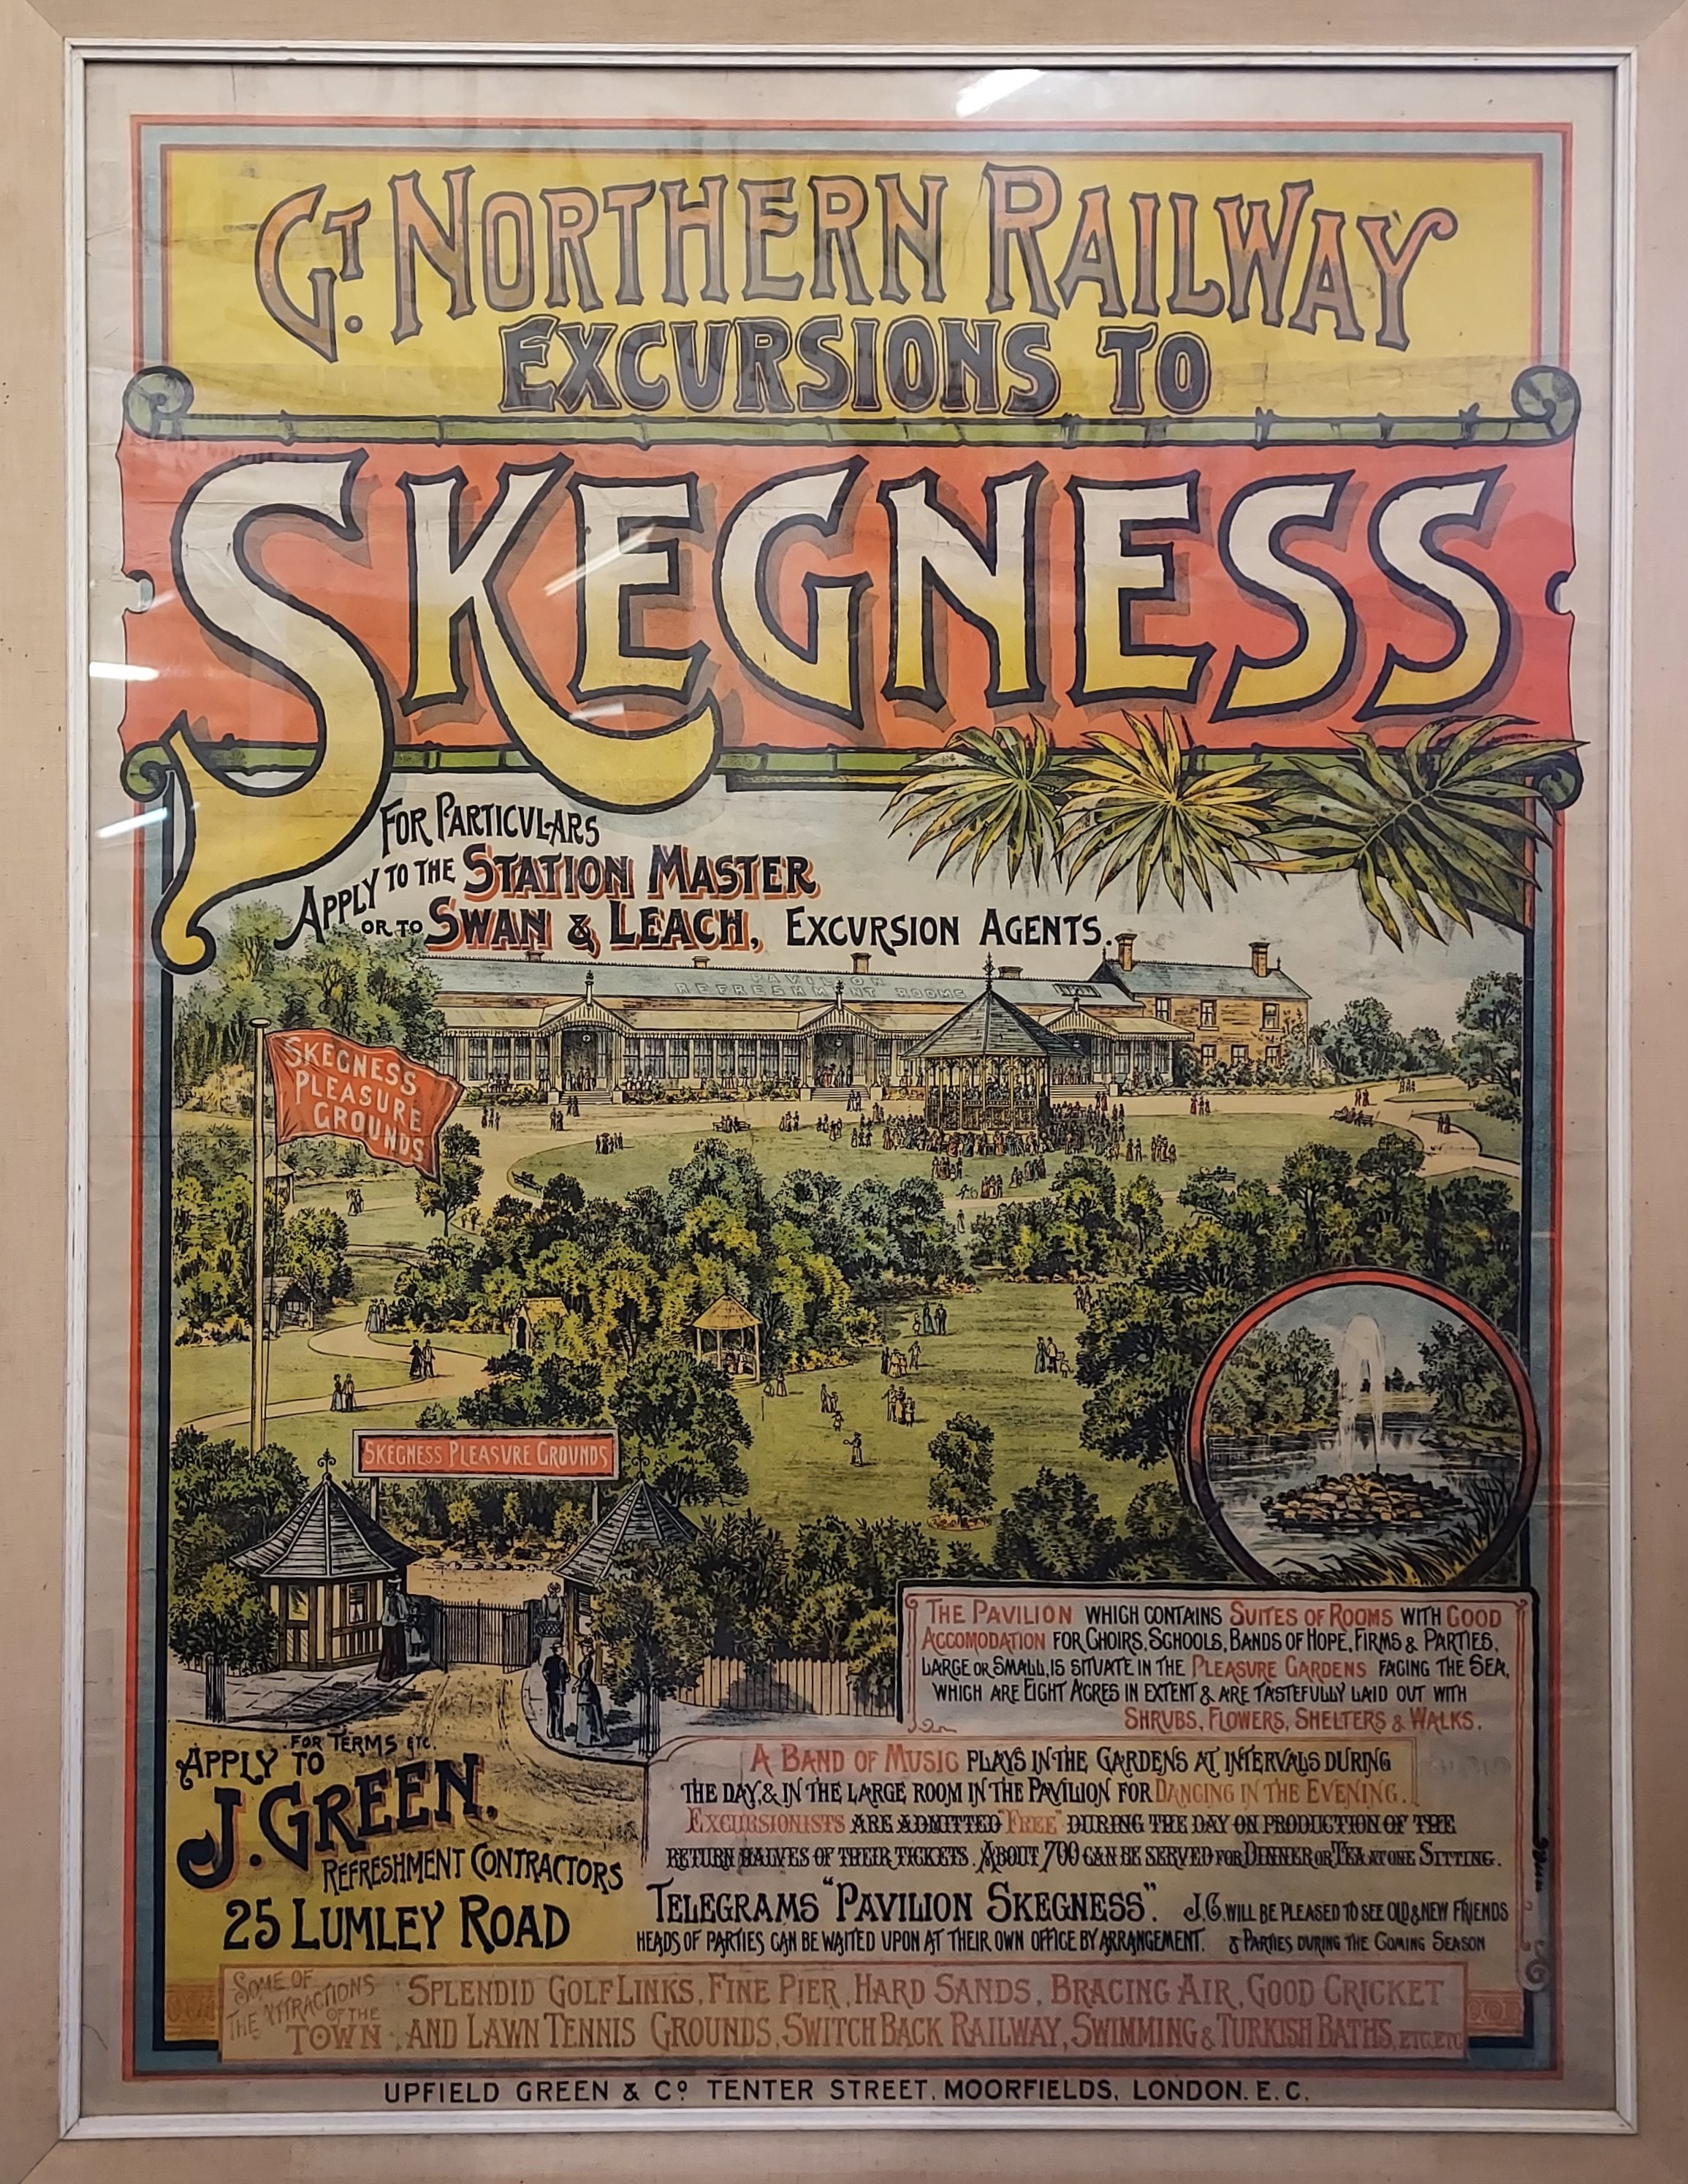 GT. NORTHERN RAILWAY
EXCURSIONS TO
SKEGNESS
FOR PARTICULARS
APPLY TO THE STATION MASTER
OR TO SWAN & LEACH, EXCURSION AGENTS.
PAVILION
REFRESHMENT ROOMS
SKEGNESS
PLEASURE
GROUNDS
SKEGNESS PLEASURE GROUNDS
THE PAVILION WHICH CONTAINS SUITES OF ROOMS WITH GOOD
ACCOMODATION FOR CHOIRS, SCHOOLS, BANDS OF HOPE, FIRMS & PARTIES,
LARGE OR SMALL, IS SITUATE IN THE PLEASURE GARDENS FACING THE SEA,
WHICH ARE EIGHT ACRES IN EXTENT & ARE TASTEFULLY LAID OUT WITH
SHRUBS, FLOWERS, SHELTERS & WALKS.
A BAND OF MUSIC PLAYS IN THE GARDENS AT INTERVALS DURING
THE DAY, & IN THE LARGE ROOM IN THE PAVILION FOR DANCING IN THE EVENING.
EXCURSIONISTS ARE ADMITTED "FREE" DURING THE DAY ON PRODUCTION OF THE
RETURN HALVES OF THEIR TICKETS. ABOUT 700 CAN BE SERVED FOR DINNER OR TEA AT ONE SITTING.
TELEGRAMS "PAVILION SKEGNESS". J.G. WILL BE PLEASED TO SEE OLD & NEW FRIENDS
HEADS OF PARTIES CAN BE WAITED UPON AT THEIR OWN OFFICE BY ARRANGEMENT. & PARTIES DURING THE COMING SEASON
FOR TERMS ETC.
APPLY TO
J. GREEN.
REFRESHMENT CONTRACTORS
25 LUMLEY ROAD
SOME OF
THE ATTRACTIONS
OF THE
TOWN
SPLENDID GOLF LINKS, FINE PIER, HARD SANDS, BRACING AIR, GOOD CRICKET
AND LAWN TENNIS GROUNDS, SWITCH BACK RAILWAY, SWIMMING & TURKISH BATHS, ETC, ETC
UPFIELD GREEN & Co TENTER STREET, MOORFIELDS, LONDON. E.C.